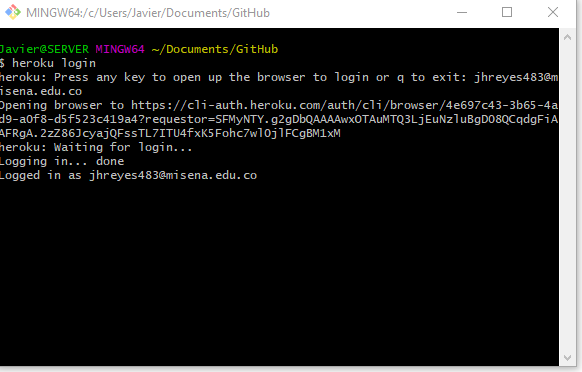 MINGW64:/c/Users/Javier/Documents/GitHub
Javier@SERVER MINGW64 ~/Documents/GitHub
$ heroku login
heroku: Press any key to open up the browser to login or q to exit: jhreyes483@m
isena.edu.co
Opening browser to https://cli-auth.heroku.com/auth/cli/browser/4e697c43-3b65-4a
d9-a0f8-d5f523c419a4?requestor=SFMyNTY.g2gDbQAAAAwxOTAuMTQ3LjEuNzluBgDO8QCqdgFiA
AFRgA.2zZ86JcyajQFssTL7ITU4fxK5Fohc7wlOjlFCgBM1xM
heroku: Waiting for login...
Logging in... done
Logged in as jhreyes483@misena.edu.co